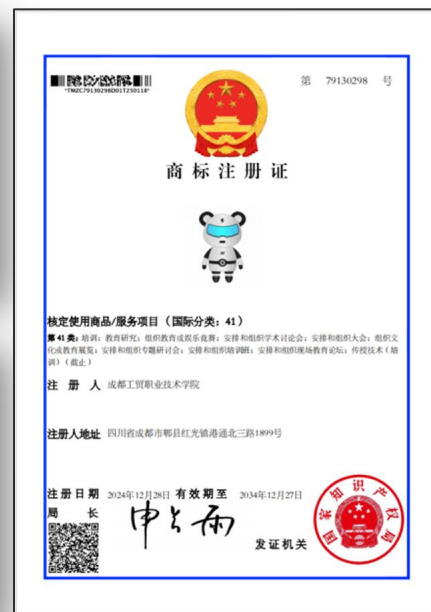 *TMZC79130298D01T250118*
第 79130298 号
商标注册证
核定使用商品/服务项目（国际分类：41）
第 41 类：培训；教育研究；组织教育或娱乐竞赛；安排和组织学术讨论会；安排和组织大会；组织文
化或教育展览；安排和组织专题研讨会；安排和组织培训班；安排和组织现场教育论坛；传授技术（培
训）（截止）
注 册 人 成都工贸职业技术学院
注册人地址 四川省成都市郫县红光镇港通北三路1899号
注册日期 2024年12月28日 有效期至 2034年12月27日
局 长 申长雨
发证机关
国家知识产权局